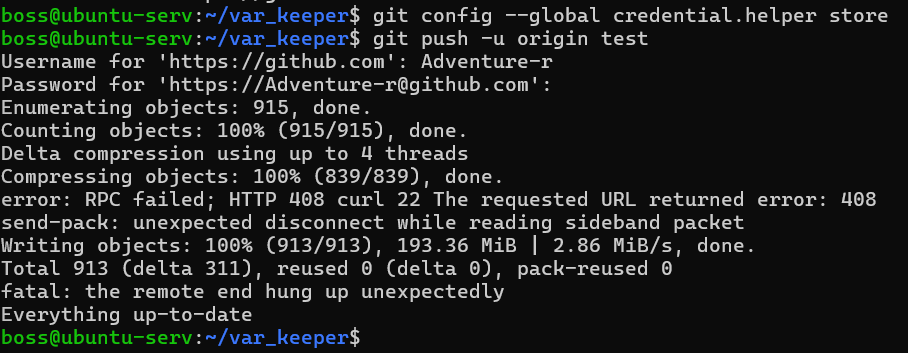 boss@ubuntu-serv:~/var_keeper$ git config --global credential.helper store
boss@ubuntu-serv:~/var_keeper$ git push -u origin test
Username for 'https://github.com': Adventure-r
Password for 'https://Adventure-r@github.com':
Enumerating objects: 915, done.
Counting objects: 100% (915/915), done.
Delta compression using up to 4 threads
Compressing objects: 100% (839/839), done.
error: RPC failed; HTTP 408 curl 22 The requested URL returned error: 408
send-pack: unexpected disconnect while reading sideband packet
Writing objects: 100% (913/913), 193.36 MiB | 2.86 MiB/s, done.
Total 913 (delta 311), reused 0 (delta 0), pack-reused 0
fatal: the remote end hung up unexpectedly
Everything up-to-date
boss@ubuntu-serv:~/var_keeper$